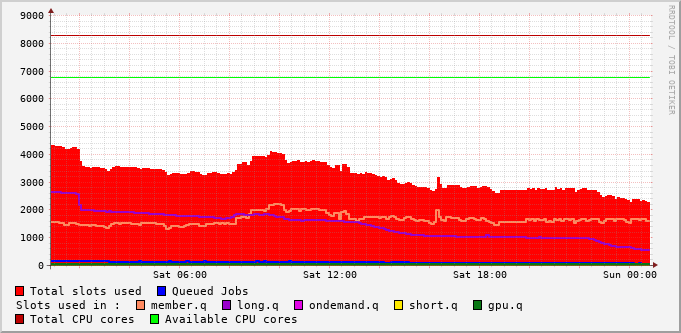 9000
8000
7000
6000
5000
4000
3000
2000
1000
0
Sat 06:00 Sat 12:00 Sat 18:00 Sun 00:00
RRDTOOL / TOBI OETIKER
Total slots used Queued Jobs
Slots used in : member.q long.q ondemand.q short.q gpu.q
Total CPU cores Available CPU cores